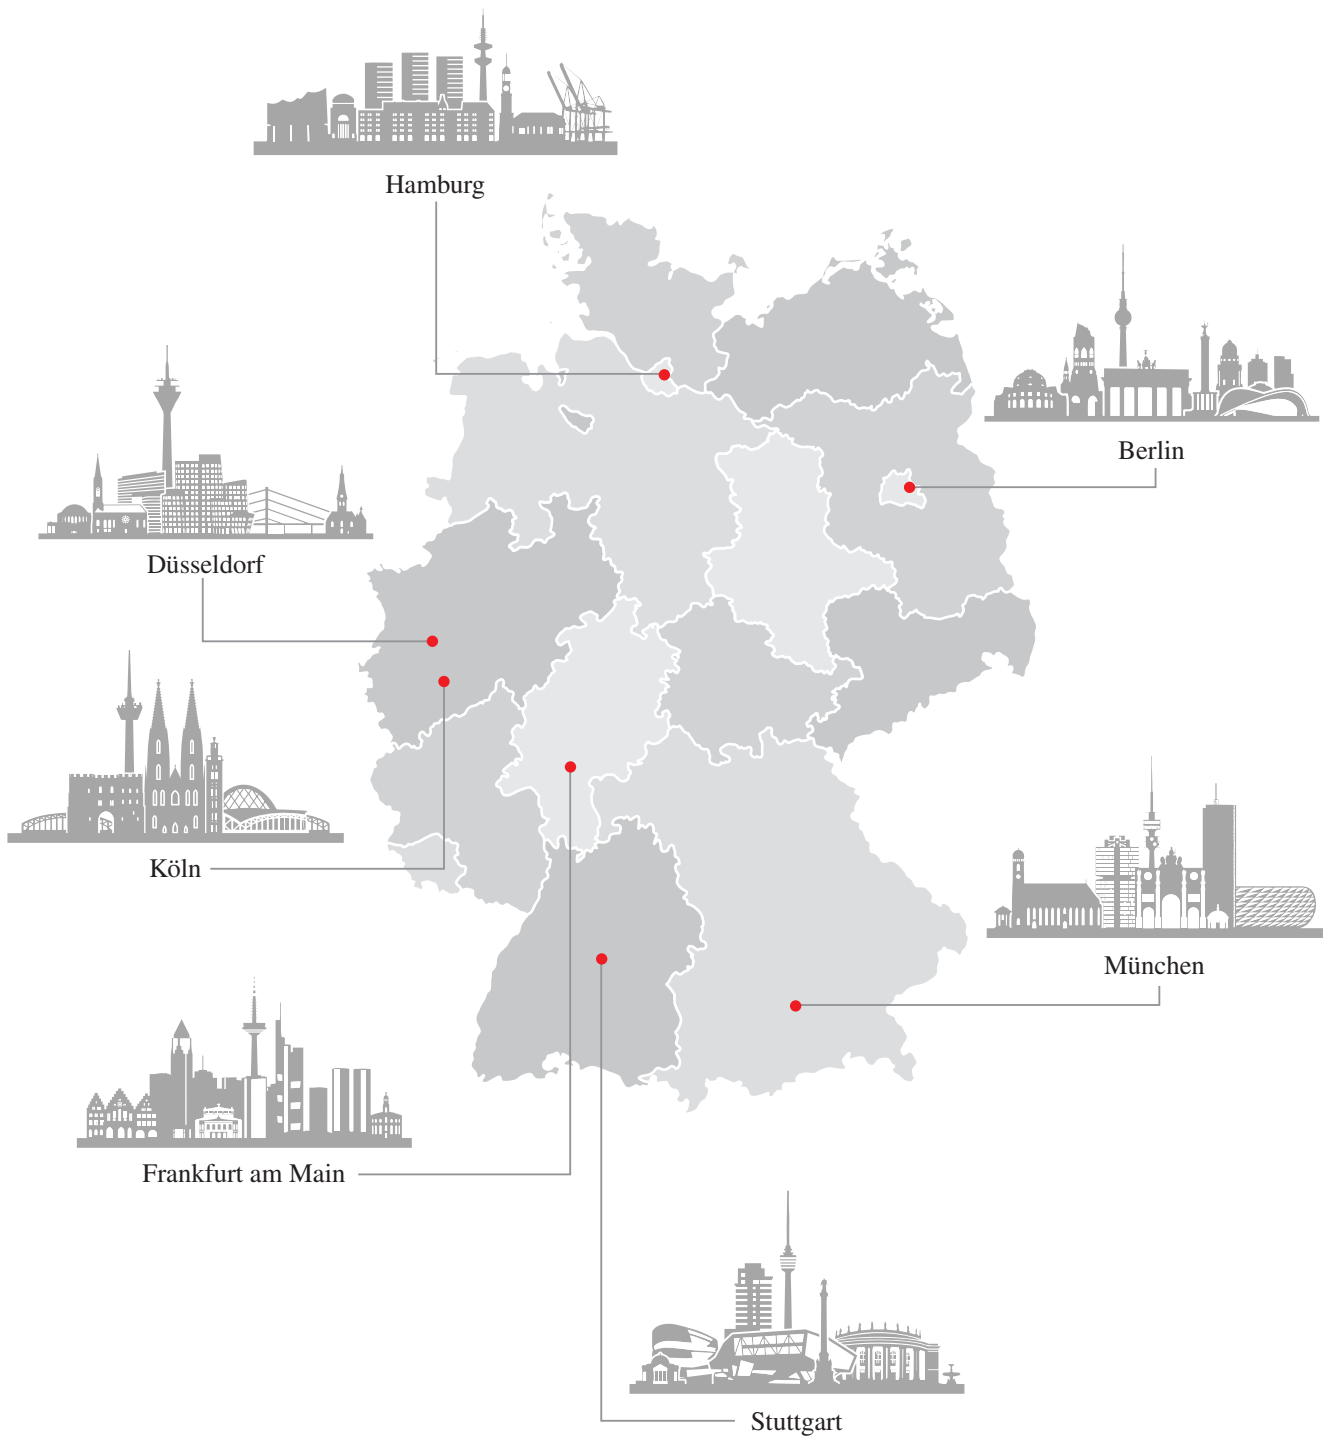 Hamburg
Berlin
Düsseldorf
Köln
München
Frankfurt am Main
Stuttgart